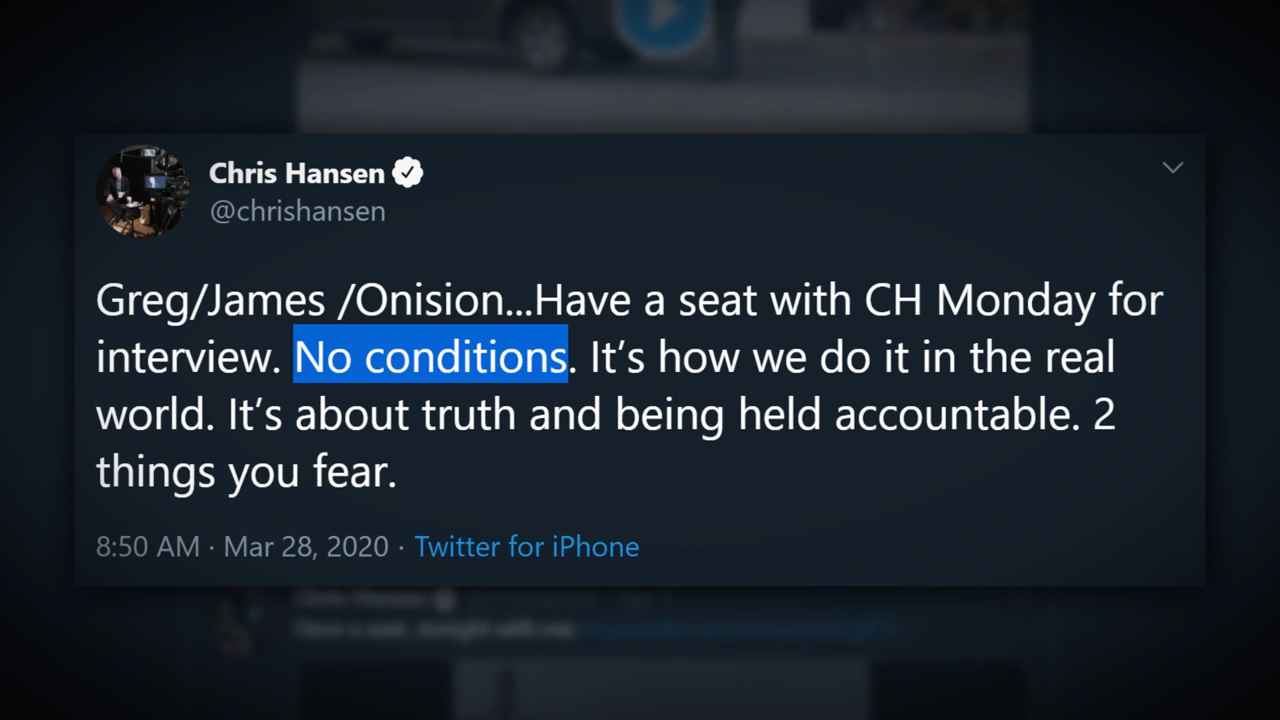 Chris Hansen
@chrishansen
Greg/James /Onision...Have a seat with CH Monday for
interview. No conditions. It’s how we do it in the real
world. It’s about truth and being held accountable. 2
things you fear.
8:50 AM · Mar 28, 2020 · Twitter for iPhone